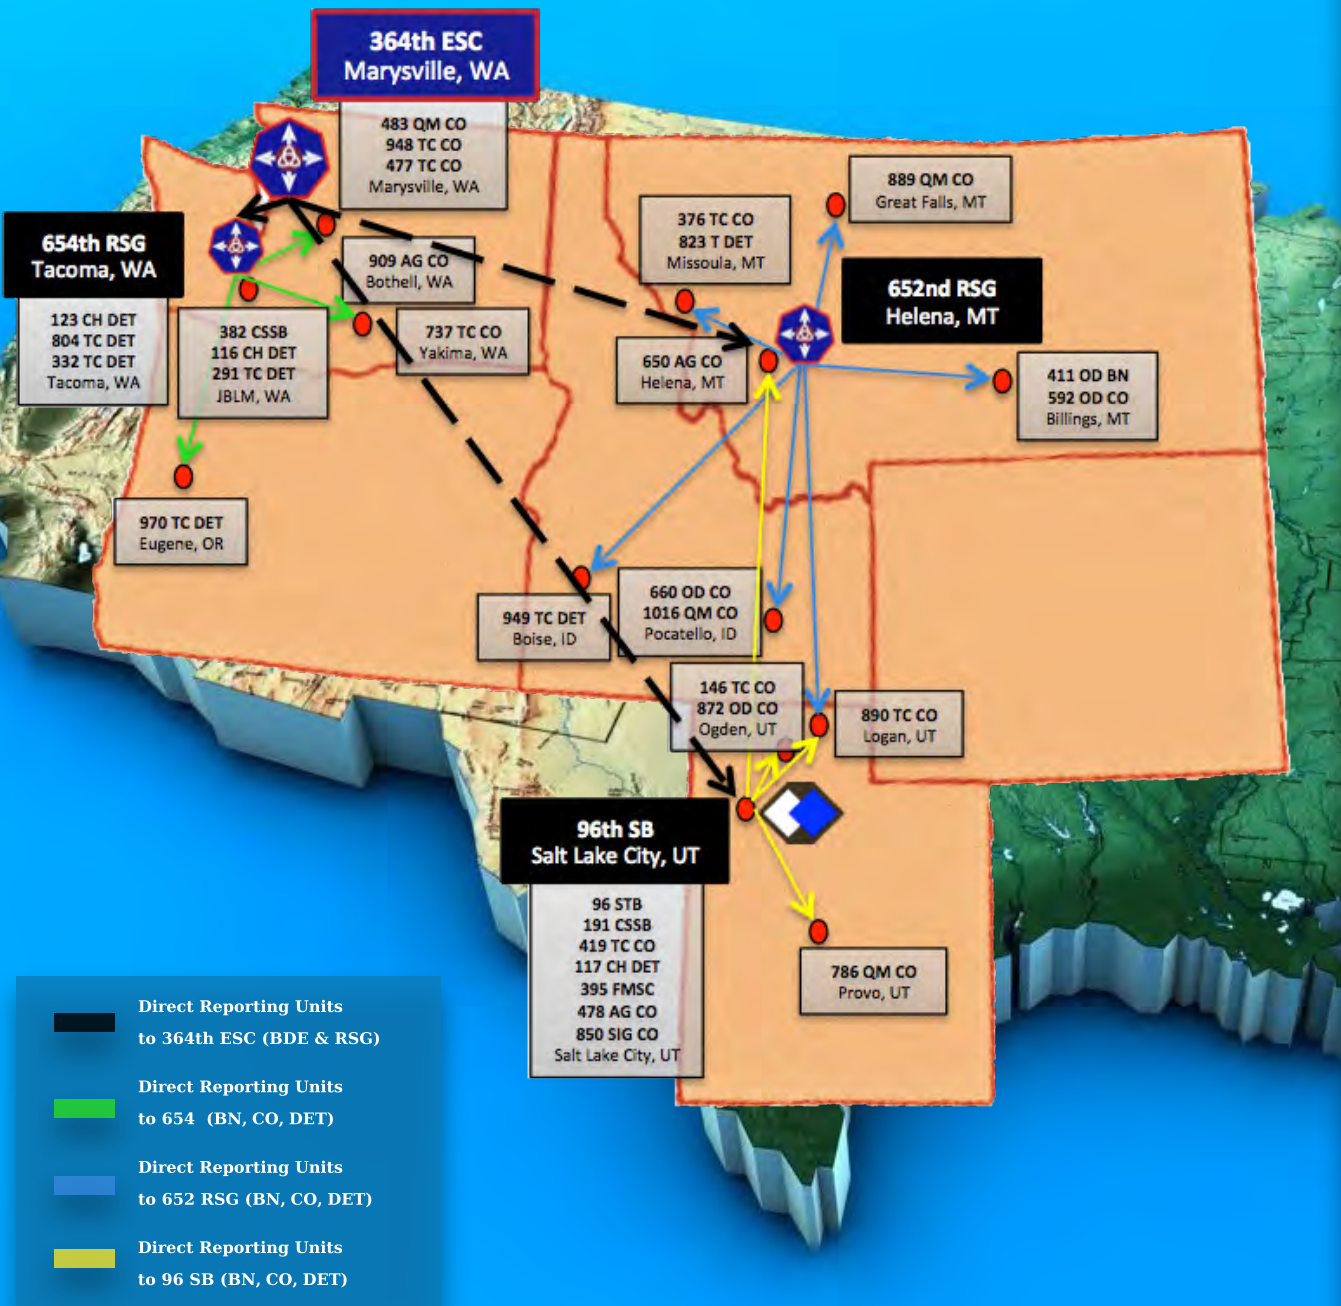 364th ESC
Marysville, WA
483 QM CO
948 TC CO
477 TC CO
Marysville, WA
889 QM CO
Great Falls, MT
376 TC CO
823 T DET
Missoula, MT
654th RSG
Tacoma, WA
909 AG CO
Bothell, WA
652nd RSG
Helena, MT
123 CH DET
804 TC DET
332 TC DET
Tacoma, WA
382 CSSB
116 CH DET
291 TC DET
JBLM, WA
737 TC CO
Yakima, WA
650 AG CO
Helena, MT
411 OD BN
592 OD CO
Billings, MT
970 TC DET
Eugene, OR
949 TC DET
Boise, ID
660 OD CO
1016 QM CO
Pocatello, ID
146 TC CO
872 OD CO
Ogden, UT
890 TC CO
Logan, UT
96th SB
Salt Lake City, UT
96 STB
191 CSSB
419 TC CO
117 CH DET
395 FMSC
478 AG CO
850 SIG CO
Salt Lake City, UT
786 QM CO
Provo, UT
Direct Reporting Units
to 364th ESC (BDE & RSG)
Direct Reporting Units
to 654 (BN, CO, DET)
Direct Reporting Units
to 652 RSG (BN, CO, DET)
Direct Reporting Units
to 96 SB (BN, CO, DET)